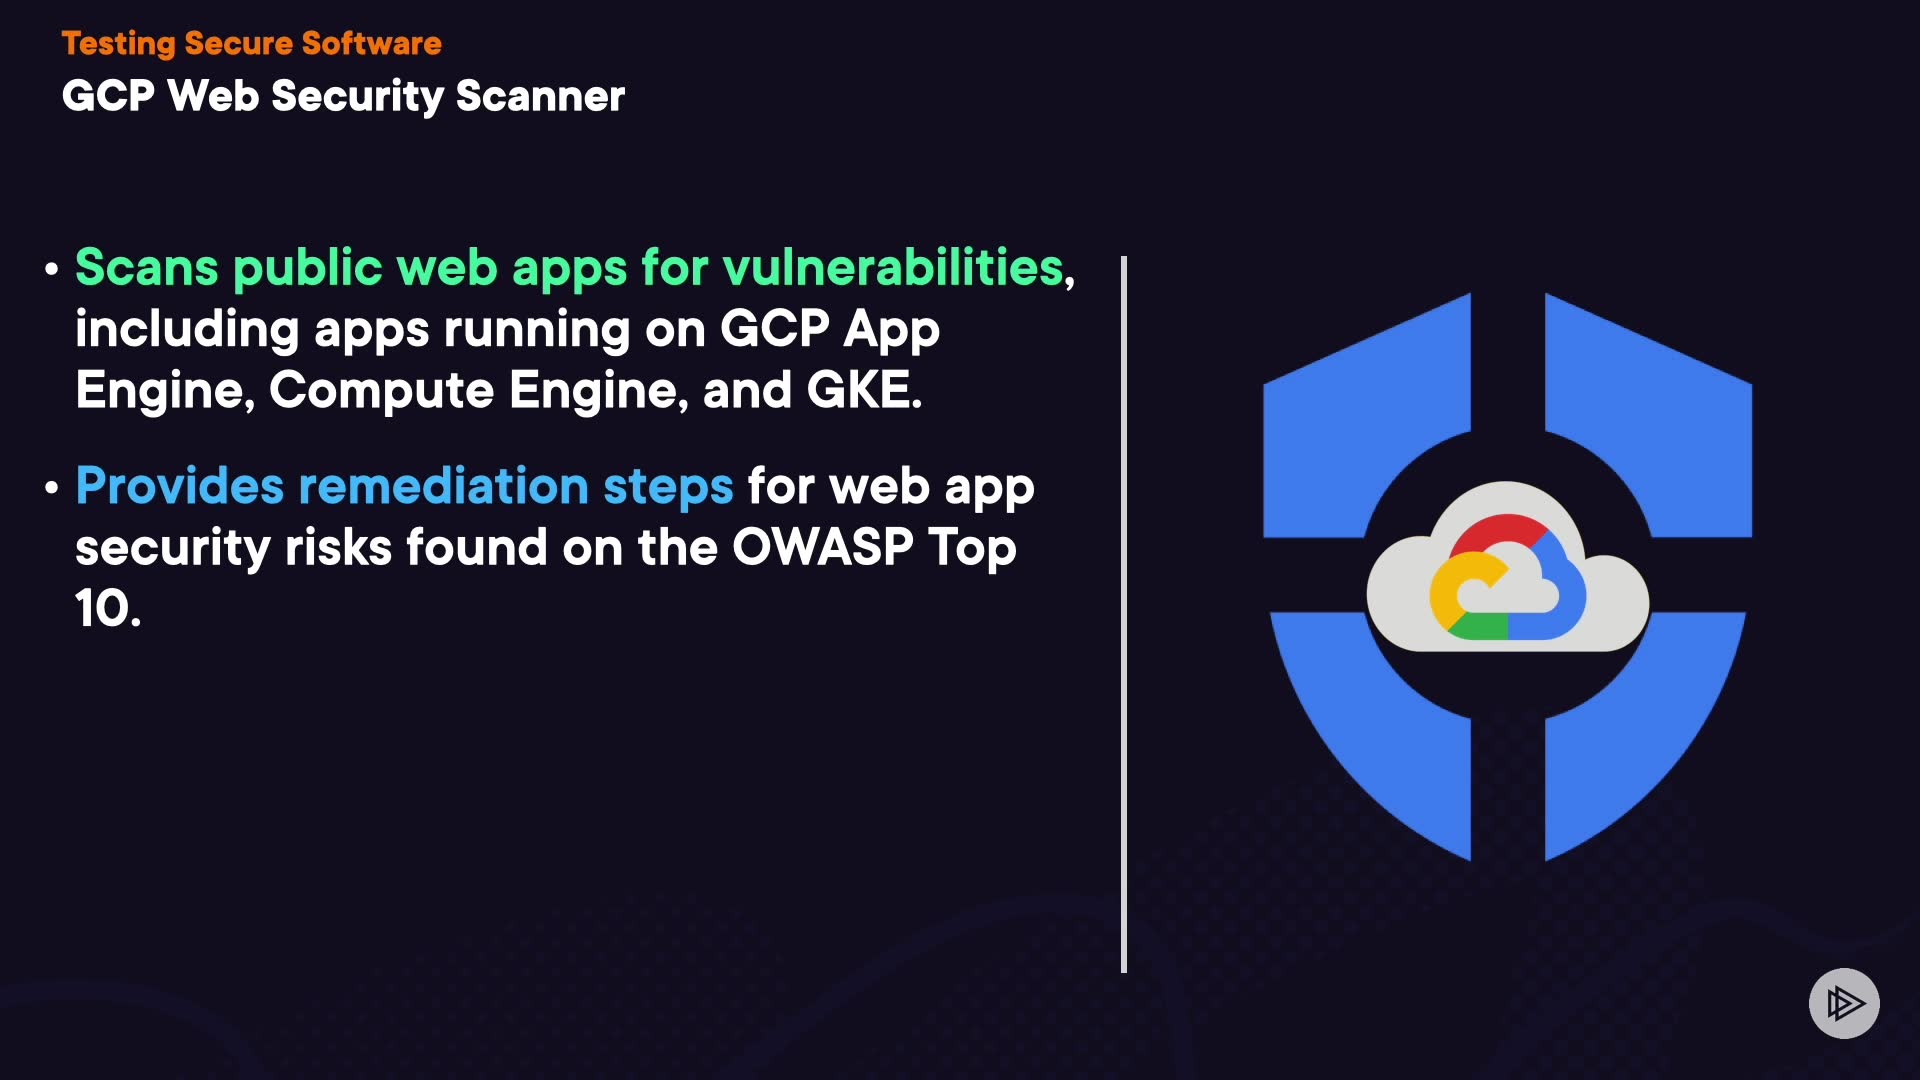 Testing Secure Software
GCP Web Security Scanner
• Scans public web apps for vulnerabilities,
including apps running on GCP App
Engine, Compute Engine, and GKE.
• Provides remediation steps for web app
security risks found on the OWASP Top
10.